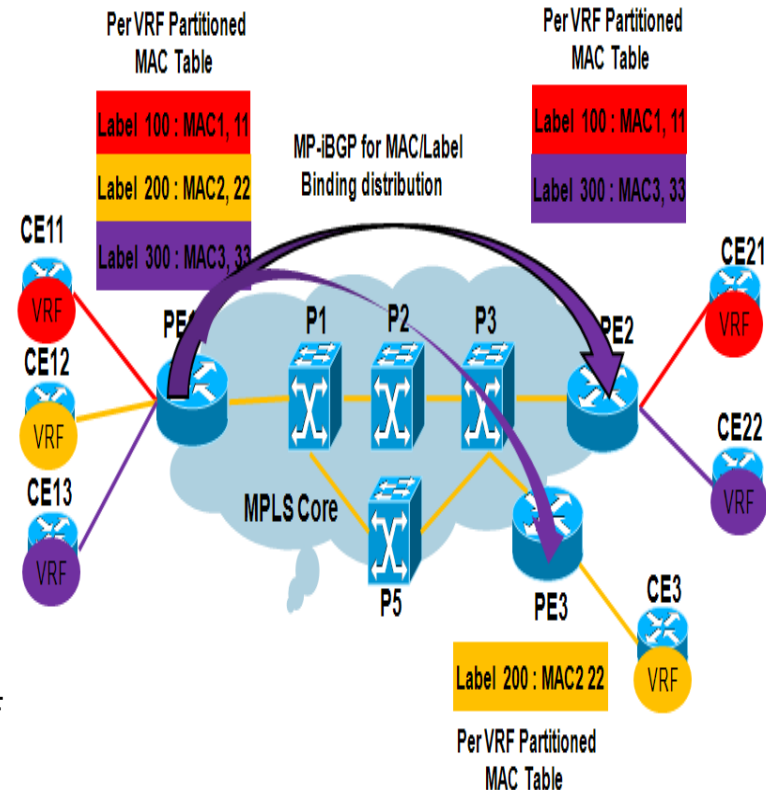 Per VRF Partitioned
MAC Table
Per VRF Partitioned
MAC Table
Label 100 : MAC1, 11
Label 200 : MAC2, 22
Label 300 : MAC3, 33
MP-iBGP for MAC/Label
Binding distribution
Label 100 : MAC1, 11
Label 300 : MAC3, 33
CE11
VRF
CE12
VRF
CE13
VRF
PE1
P1
P2
P3
PE2
CE21
VRF
CE22
VRF
MPLS Core
P5
PE3
CE3
VRF
Label 200 : MAC2 22
Per VRF Partitioned
MAC Table